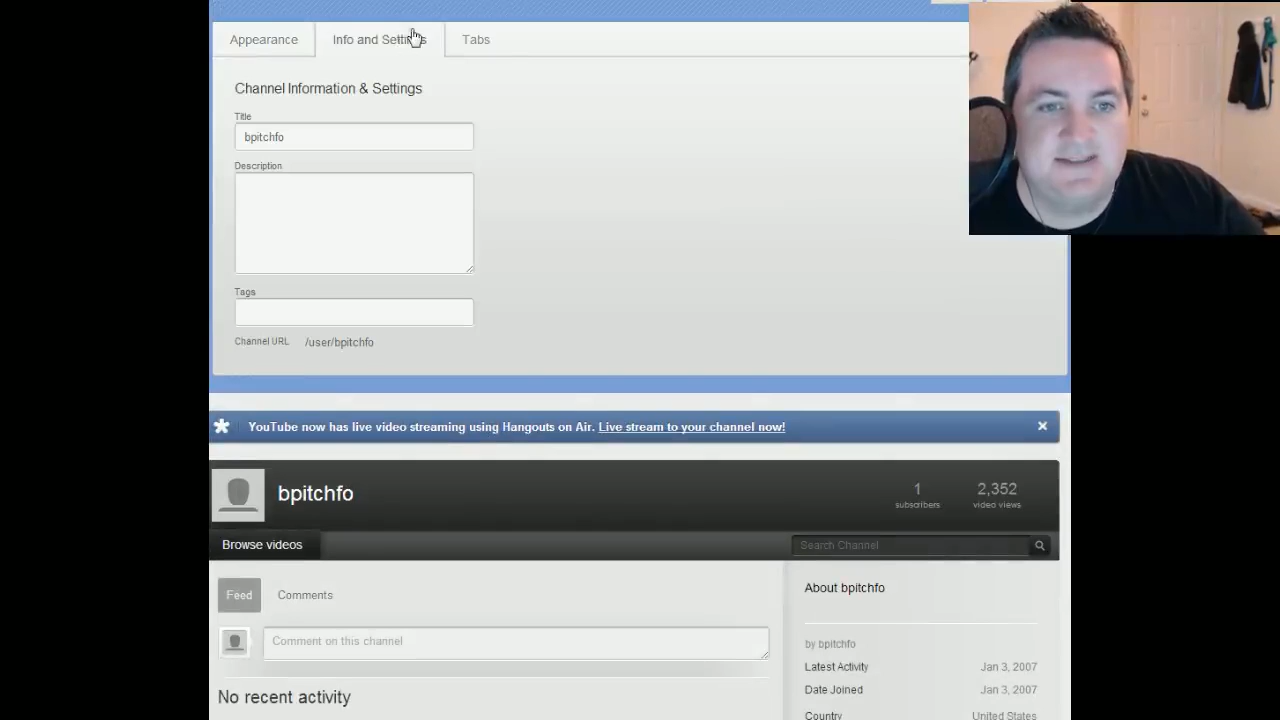 Appearance
Info and Settings
Tabs
Channel Information & Settings
Title
bpitchfo
Description
Tags
Channel URL /user/bpitchfo
YouTube now has live video streaming using Hangouts on Air. Live stream to your channel now!
bpitchfo
1
subscribers
2,352
video views
Browse videos
Search Channel
Feed
Comments
Comment on this channel
No recent activity
About bpitchfo
by bpitchfo
Latest Activity Jan 3, 2007
Date Joined Jan 3, 2007
Country United States